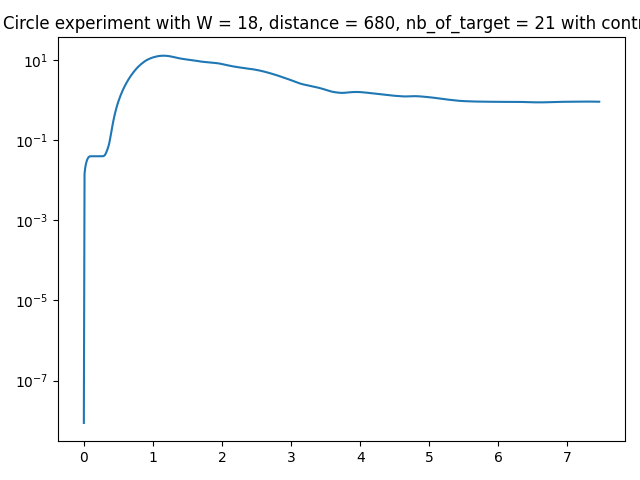 Circle experiment with W = 18, distance = 680, nb_of_target = 21 with contr
10¹
10⁻¹
10⁻³
10⁻⁵
10⁻⁷
0 1 2 3 4 5 6 7